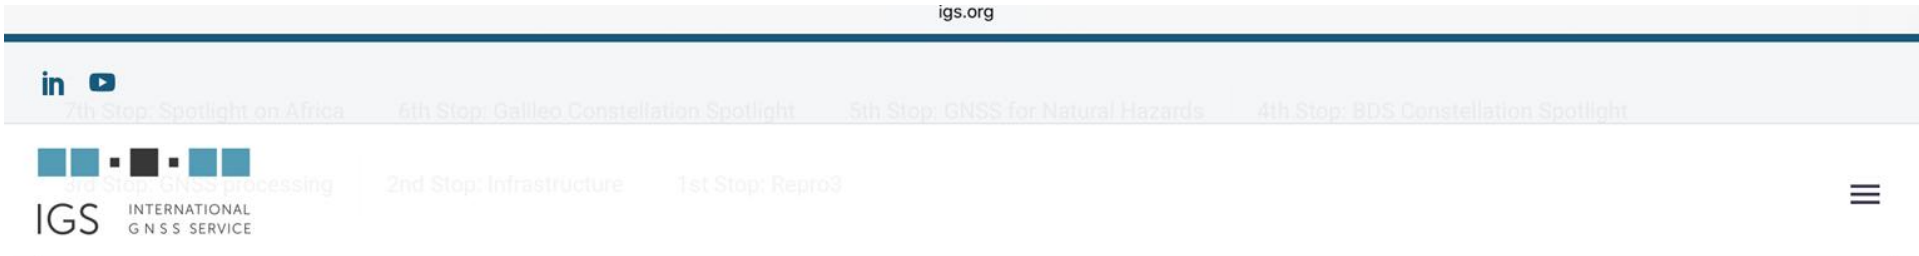 igs.org
in
7th Stop: Spotlight on Africa 6th Stop: Galileo Constellation Spotlight 5th Stop: GNSS for Natural Hazards 4th Stop: BDS Constellation Spotlight
3rd Stop: GNSS processing 2nd Stop: Infrastructure 1st Stop: Repro3
IGS INTERNATIONAL
GNSS SERVICE